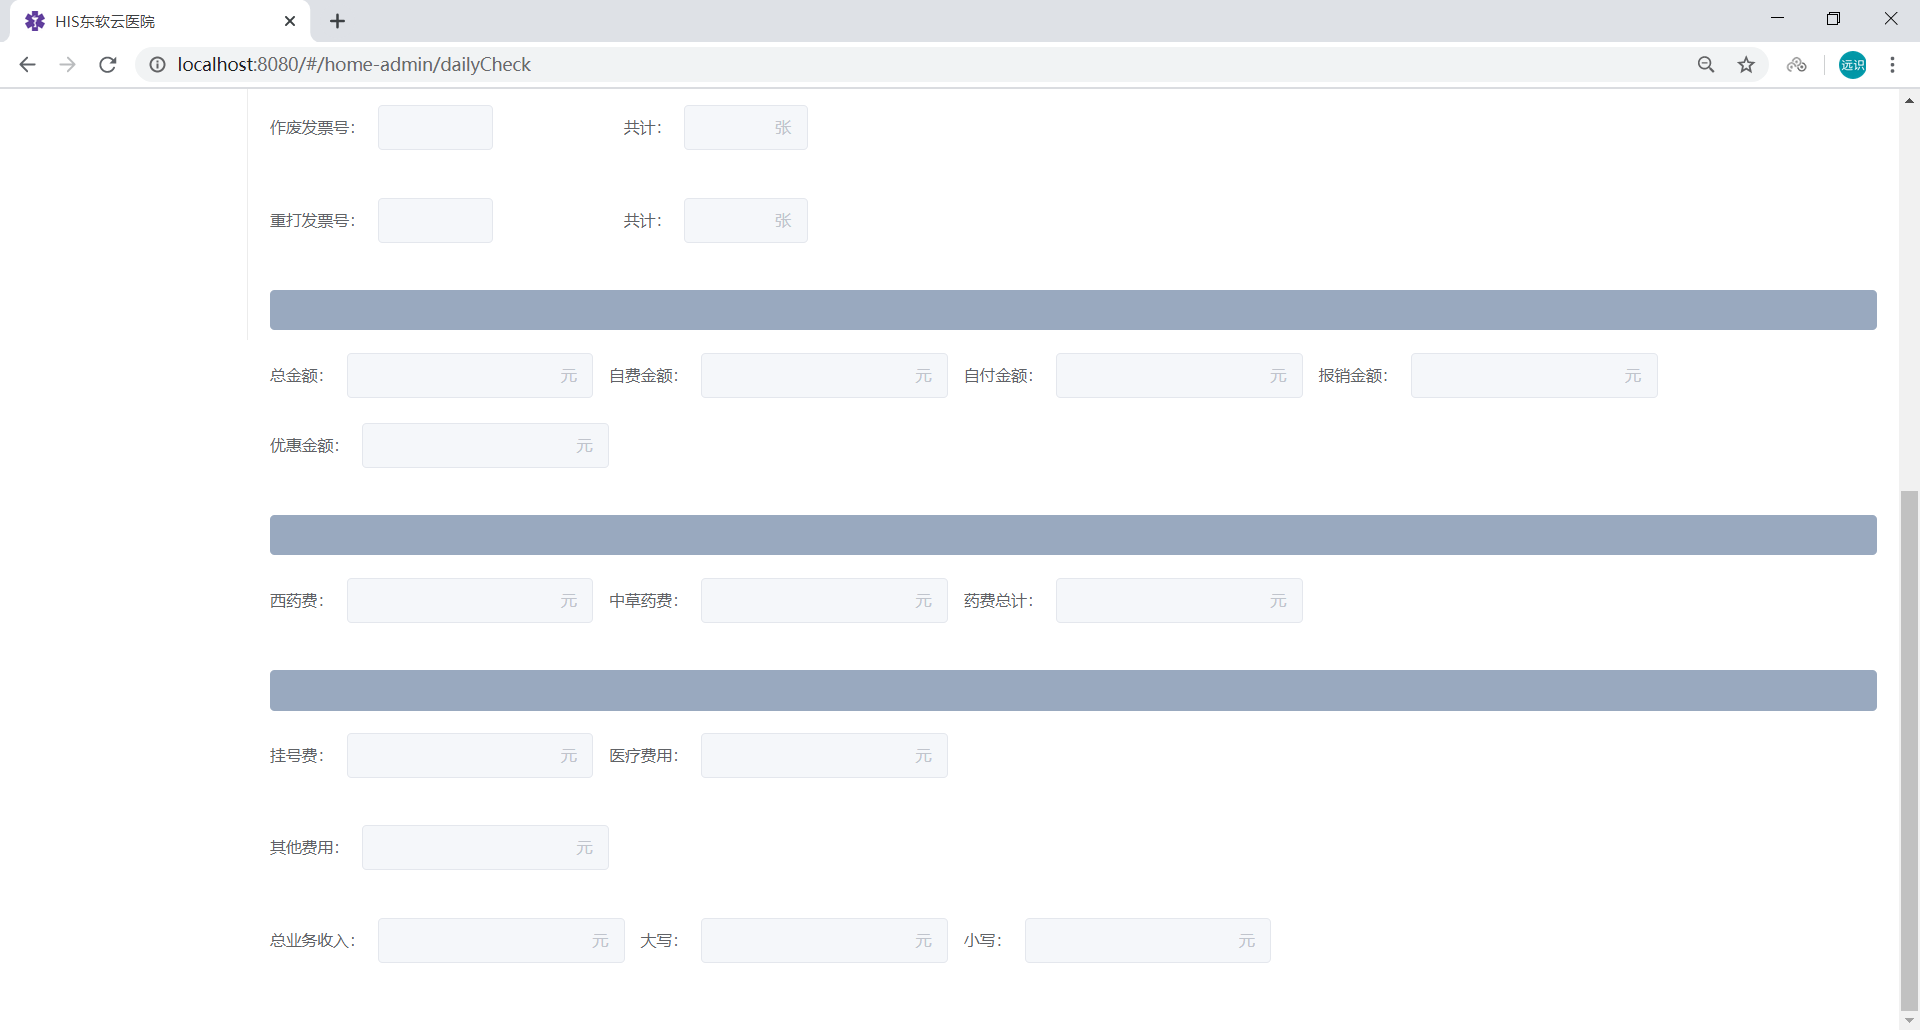 HIS东软云医院
localhost:8080/#/home-admin/dailyCheck
远识
作废发票号： 共计： 张
重打发票号： 共计： 张
总金额： 元 自费金额： 元 自付金额： 元 报销金额： 元
优惠金额： 元
西药费： 元 中草药费： 元 药费总计： 元
挂号费： 元 医疗费用： 元
其他费用： 元
总业务收入： 元 大写： 元 小写： 元